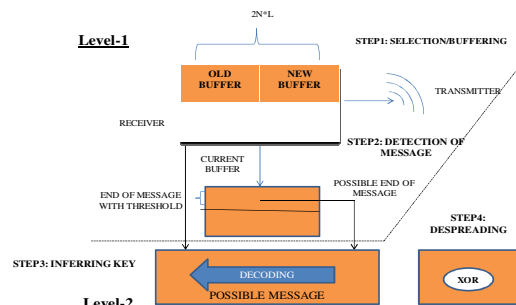 2N*L
Level-1
STEP1: SELECTION/BUFFERING
OLD
BUFFER
NEW
BUFFER
TRANSMITTER
RECEIVER
STEP2: DETECTION OF
MESSAGE
CURRENT
BUFFER
POSSIBLE END OF
MESSAGE
END OF MESSAGE
WITH THRESHOLD
STEP4:
DESPREADING
STEP3: INFERRING KEY
DECODING
XOR
POSSIBLE MESSAGE
Level-2